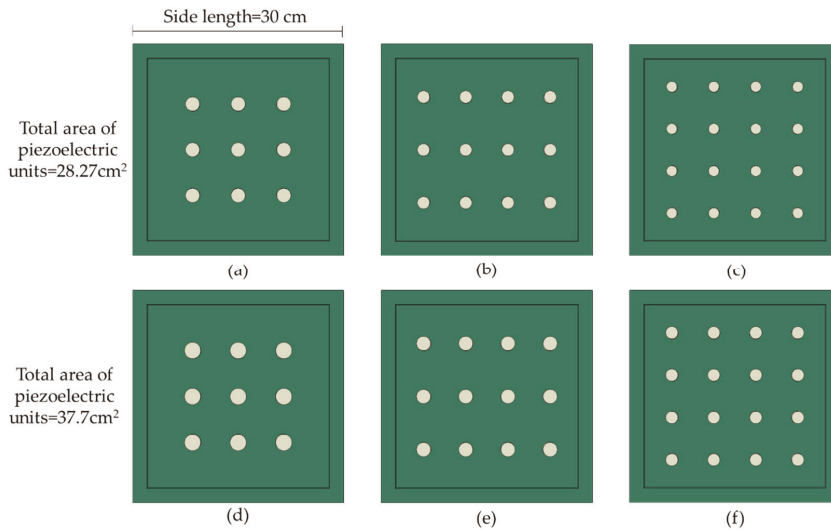 Side length=30 cm
Total area of
piezoelectric
units=28.27cm²
(a)
(b)
(c)
Total area of
piezoelectric
units=37.7cm²
(d)
(e)
(f)